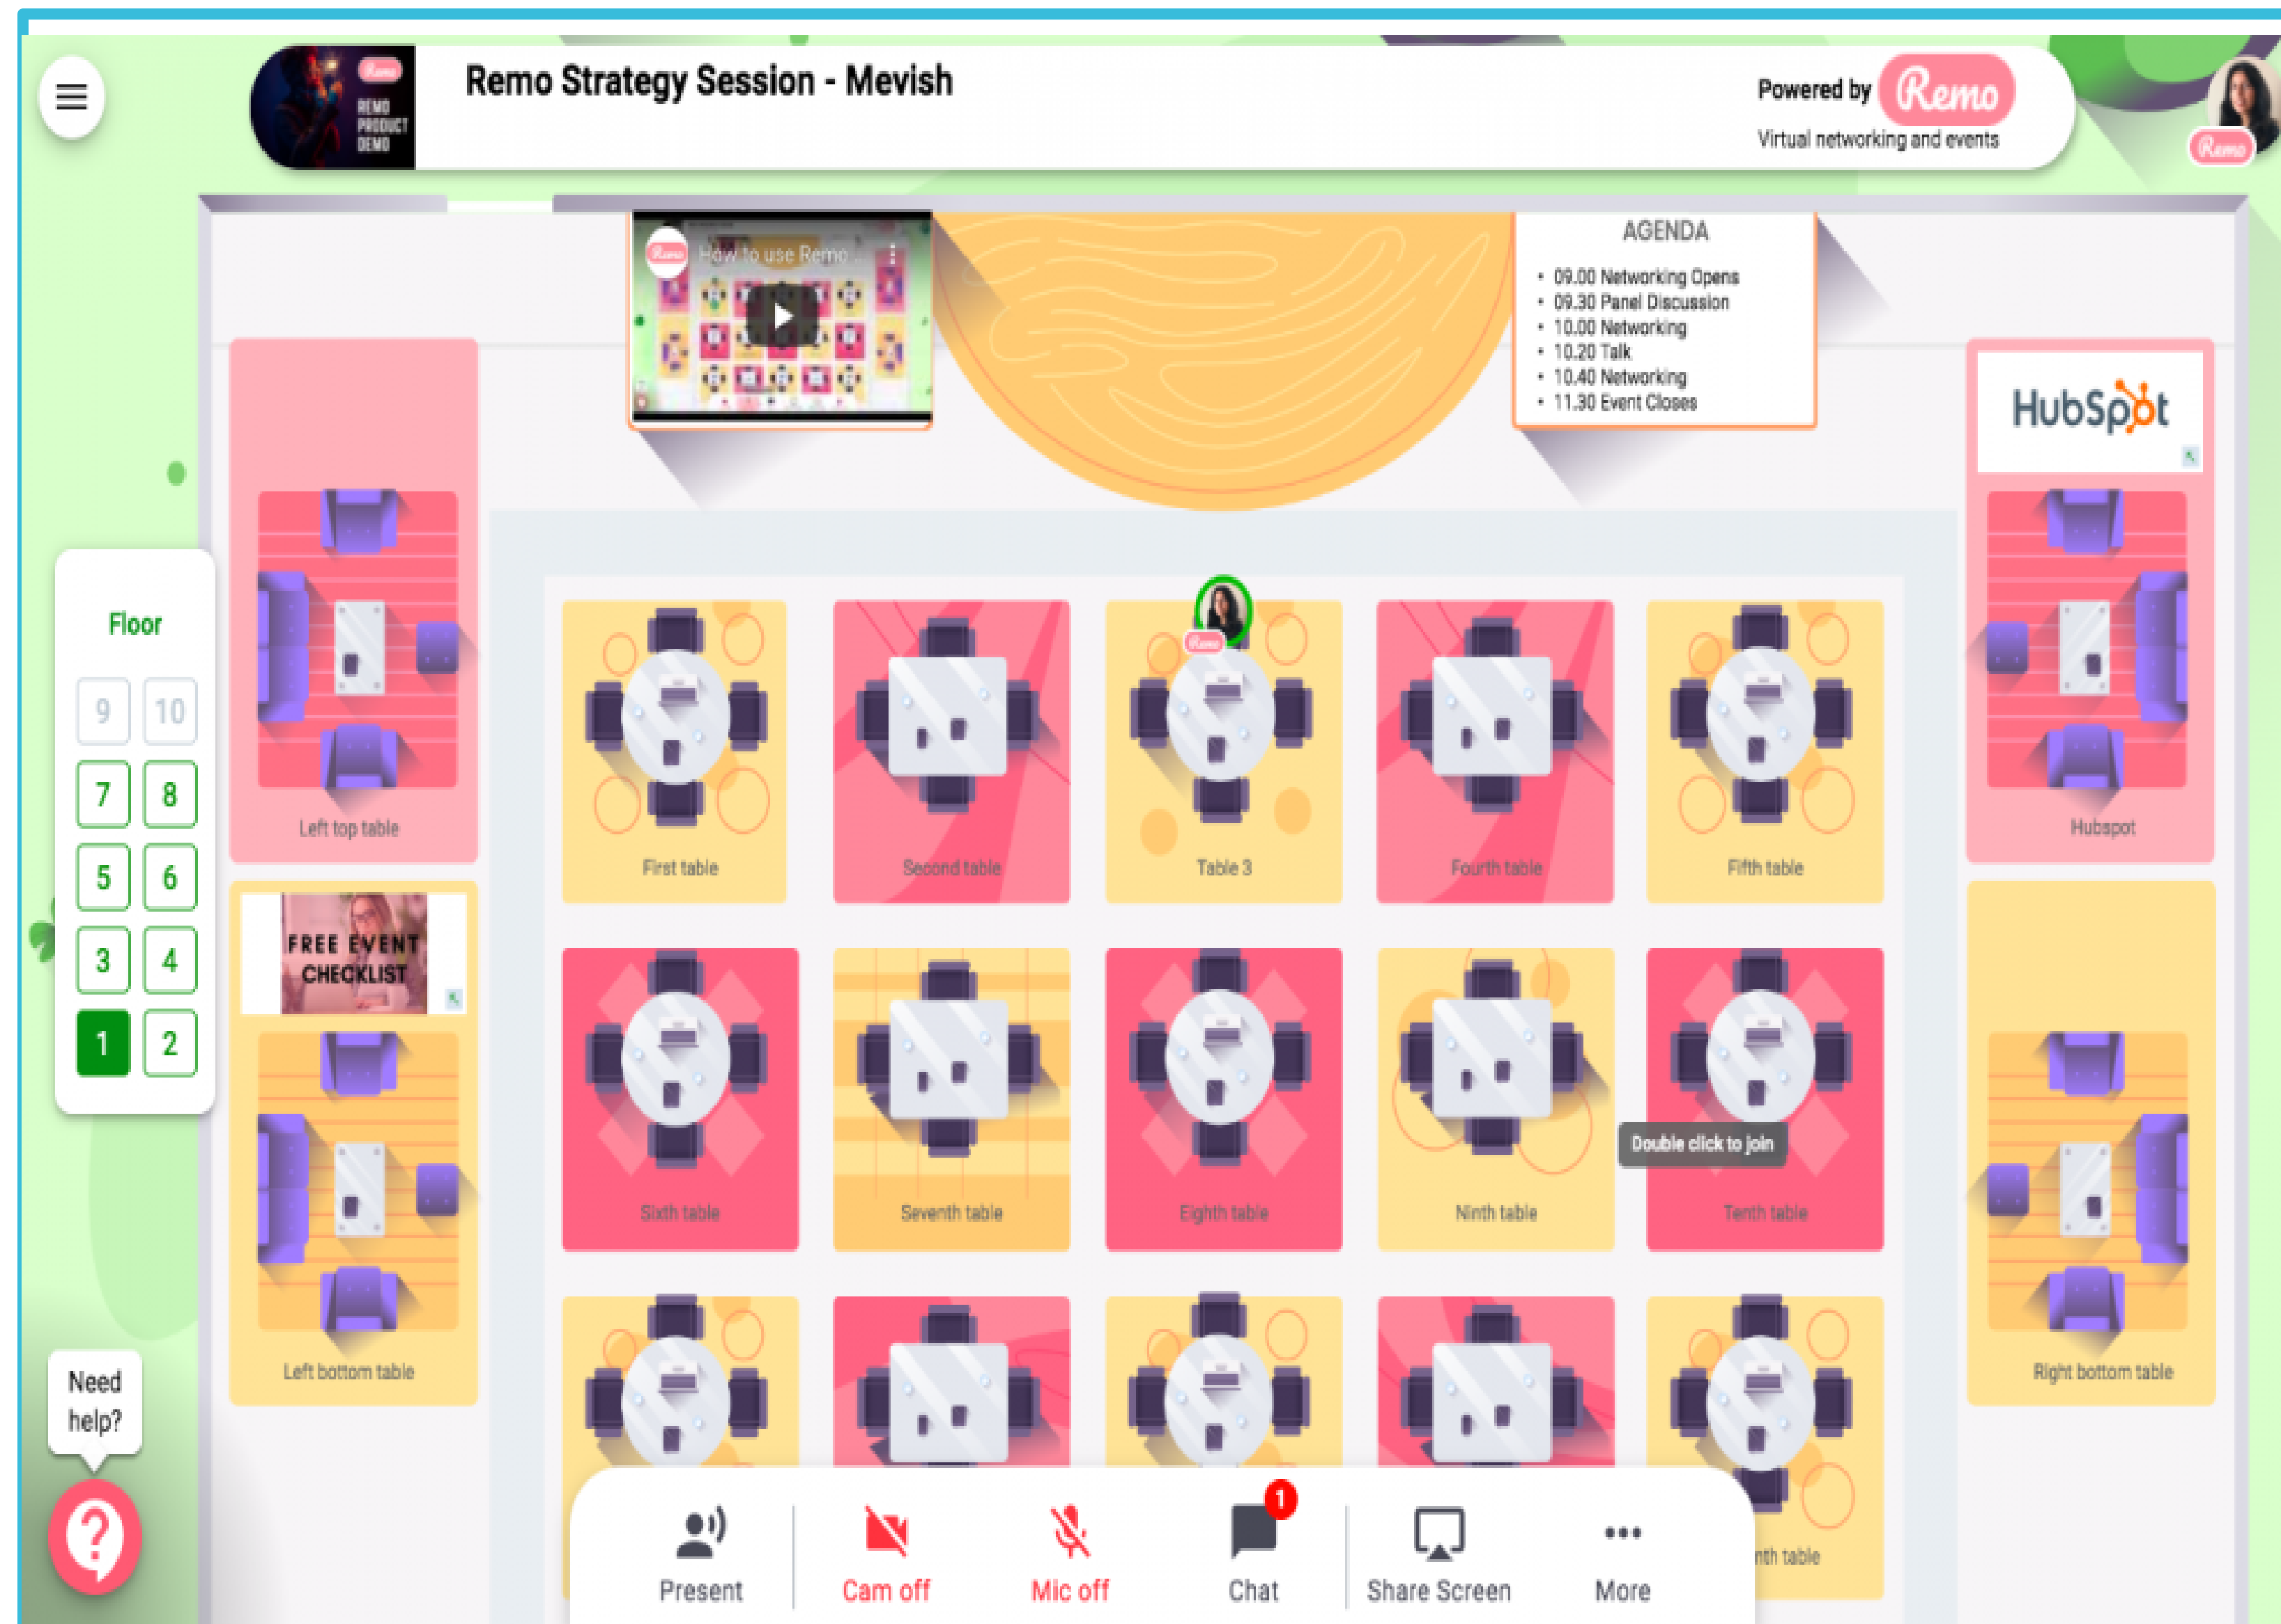 Remo
REMO
PRODUCT
DEMO
Remo Strategy Session - Mevish
Powered by Remo
Virtual networking and events
Remo
Remo
How to use Remo ...
AGENDA
• 09.00 Networking Opens
• 09.30 Panel Discussion
• 10.00 Networking
• 10.20 Talk
• 10.40 Networking
• 11.30 Event Closes
HubSpot
Floor
9 10
7 8
5 6
3 4
1 2
Left top table
Remo
First table
Second table
Table 3
Fourth table
Fifth table
Hubspot
FREE EVENT
CHECKLIST
Left bottom table
Sixth table
Seventh table
Eighth table
Ninth table
Tenth table
Double click to join
Right bottom table
Need
help?
?
nth table
1
Present
Cam off
Mic off
Chat
Share Screen
More